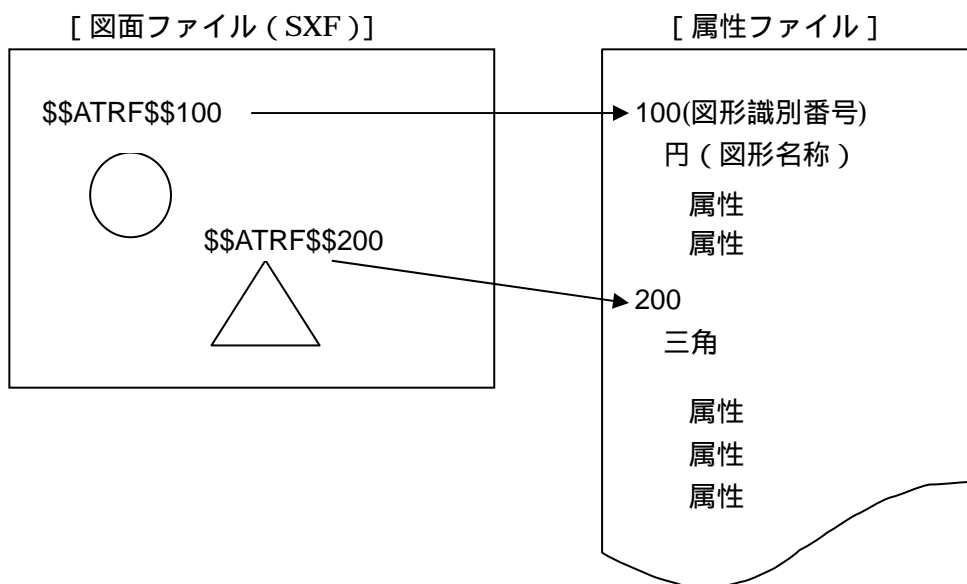 [ 図面ファイル ( SXF ) ]
$$ATRF$$100
$$ATRF$$200
[ 属性ファイル ]
100(図形識別番号)
円 ( 図形名称 )
属性
属性
200
三角
属性
属性
属性